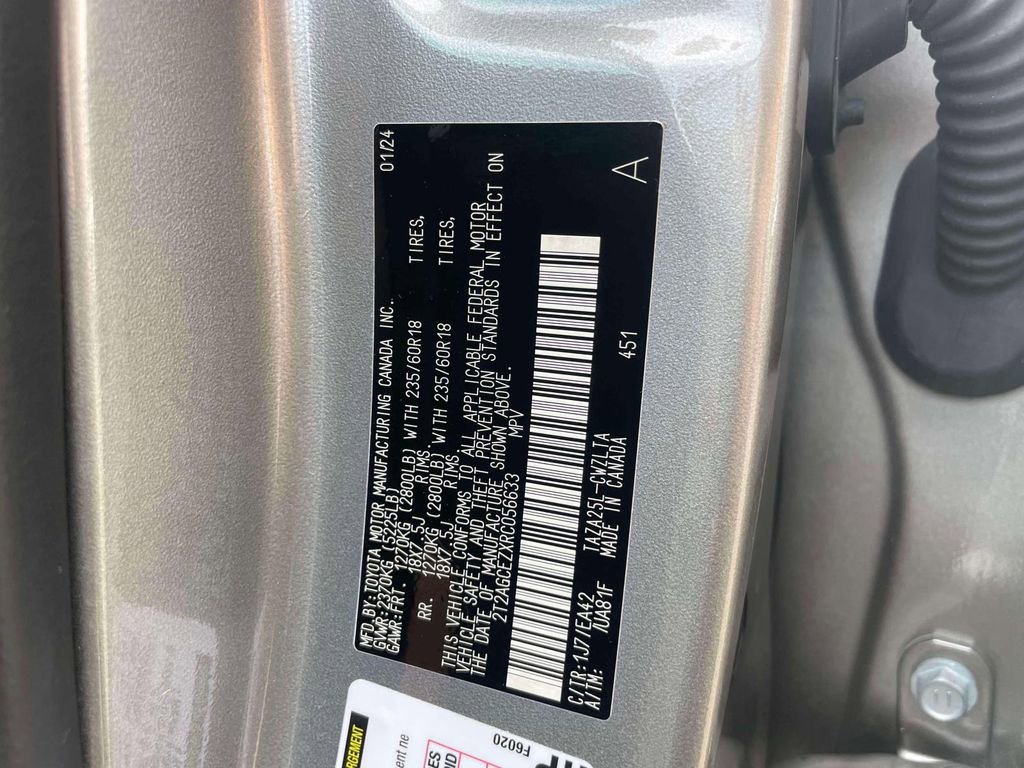 MFD.BY:TOYOTA MOTOR MANUFACTURING CANADA INC.
GVWR:2370KG (5225LB) 01/24
GAWR:FRT. 1270KG (2800LB) WITH 235/60R18 TIRES,
18X7.5J RIMS.
RR. 1270KG (2800LB) WITH 235/60R18 TIRES,
18X7.5J RIMS.
THIS VEHICLE CONFORMS TO ALL APPLICABLE FEDERAL MOTOR
VEHICLE SAFETY AND THEFT PREVENTION STANDARDS IN EFFECT ON
THE DATE OF MANUFACTURE SHOWN ABOVE.
2T2AGCEZXRC056633 MPV
C/TR:1J7/EA42 TAZA25L-CWZLTA 451 A
A/TM: /UA81F MADE IN CANADA
ARGEMENT
ment ne
F6020